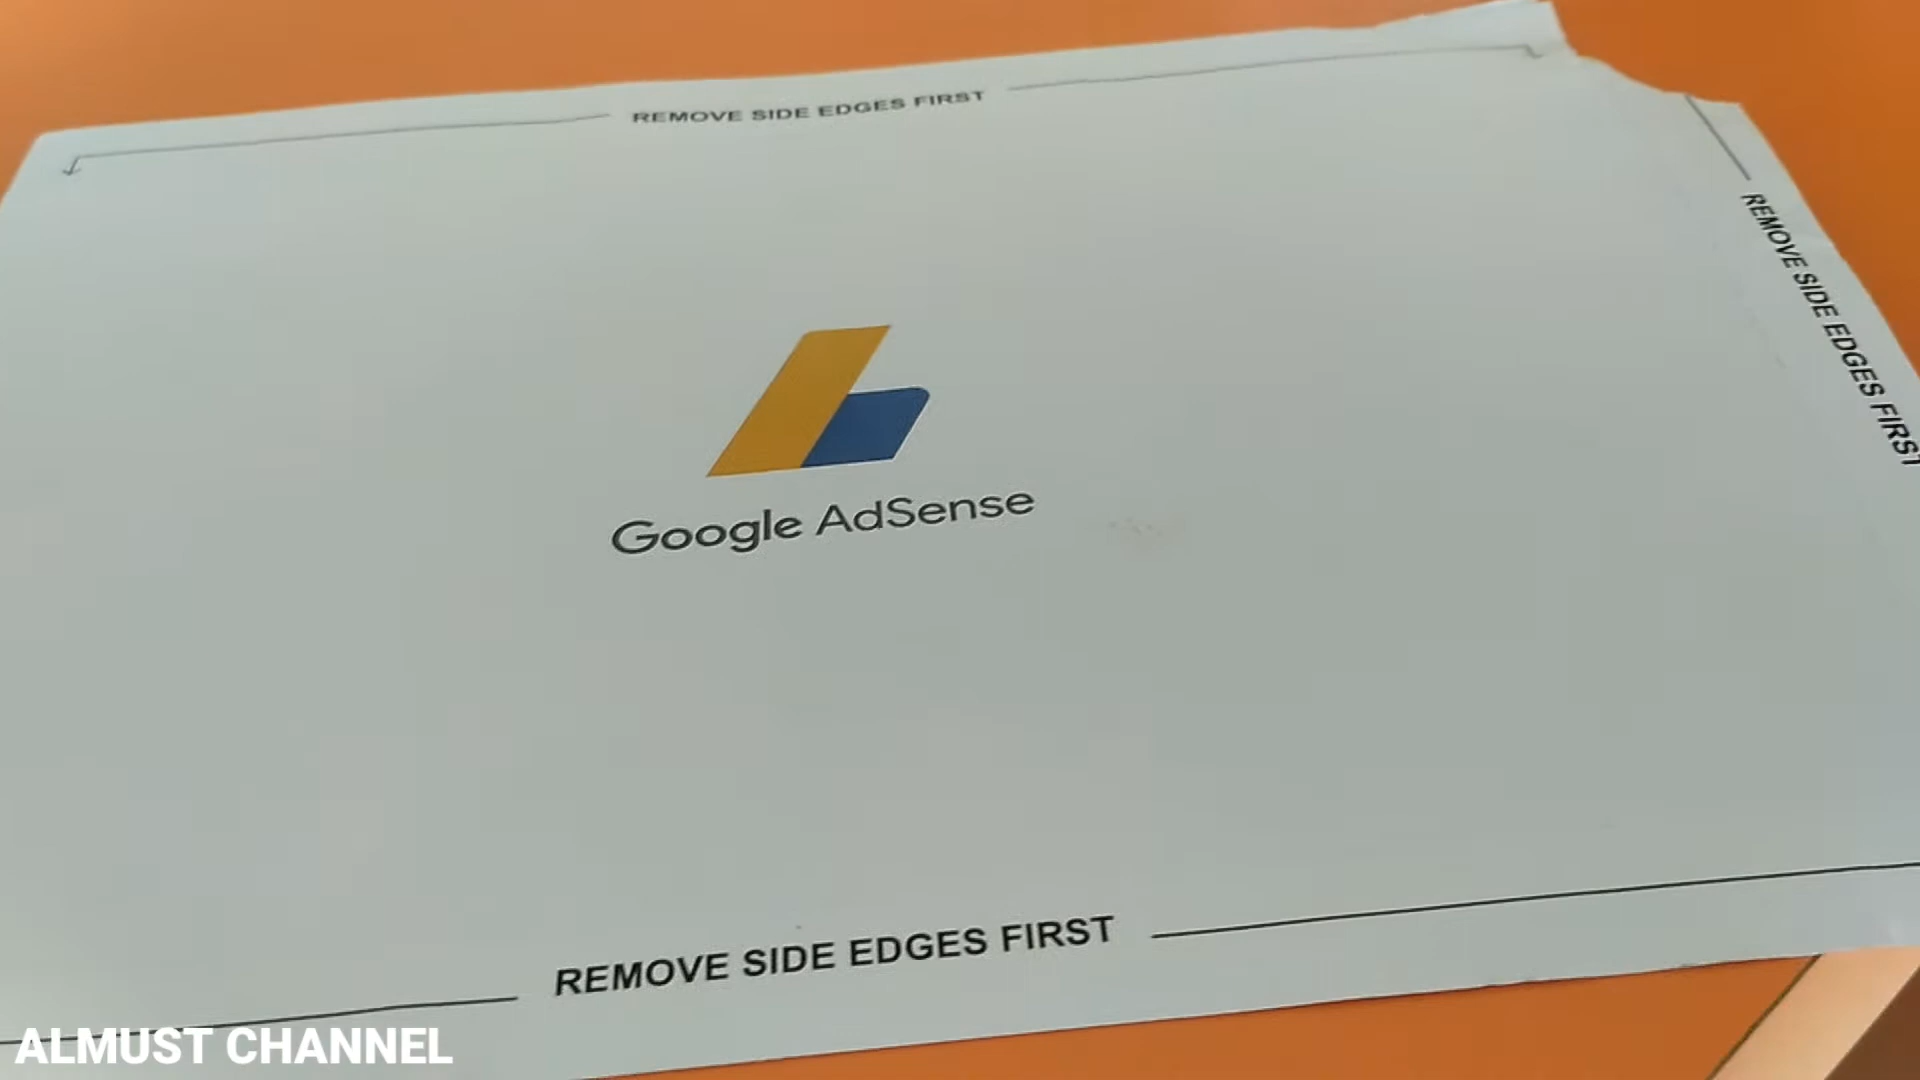 REMOVE SIDE EDGES FIRST
REMOVE SIDE EDGES FIRST
Google AdSense
REMOVE SIDE EDGES FIRST
ALMUST CHANNEL